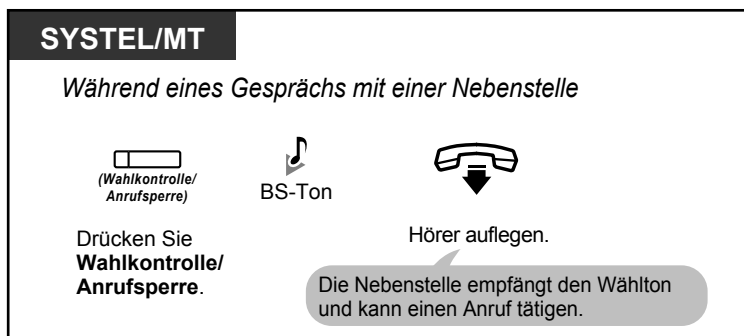 SYSTEL/MT
Während eines Gesprächs mit einer Nebenstelle
(Wahlkontrolle/
Anrufsperre)
BS-Ton
Drücken Sie
Wahlkontrolle/
Anrufsperre.
Hörer auflegen.
Die Nebenstelle empfängt den Wählton
und kann einen Anruf tätigen.